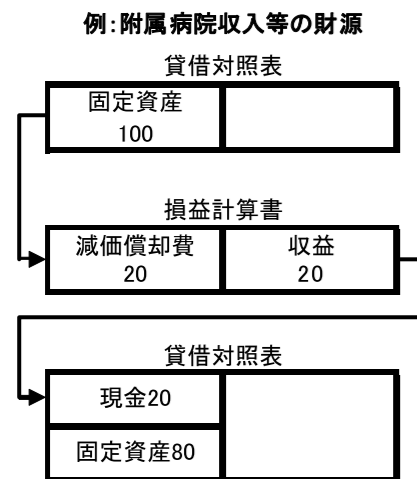 例：附属病院収入等の財源
貸借対照表
固定資産
100
損益計算書
減価償却費
20
収益
20
貸借対照表
現金20
固定資産80